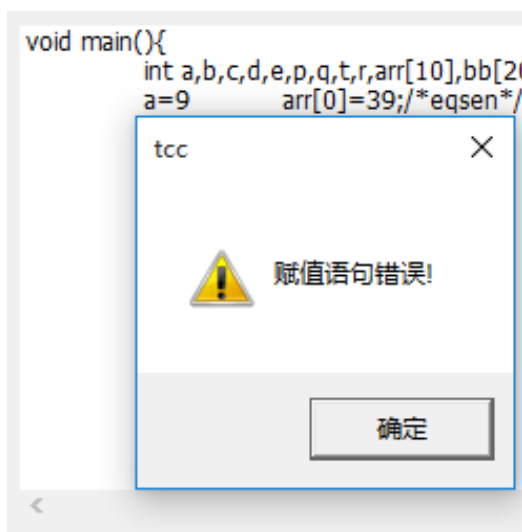 void main(){
int a,b,c,d,e,p,q,t,r,arr[10],bb[20
a=9 arr[0]=39;/*eqsen*/
tcc
赋值语句错误!
确定